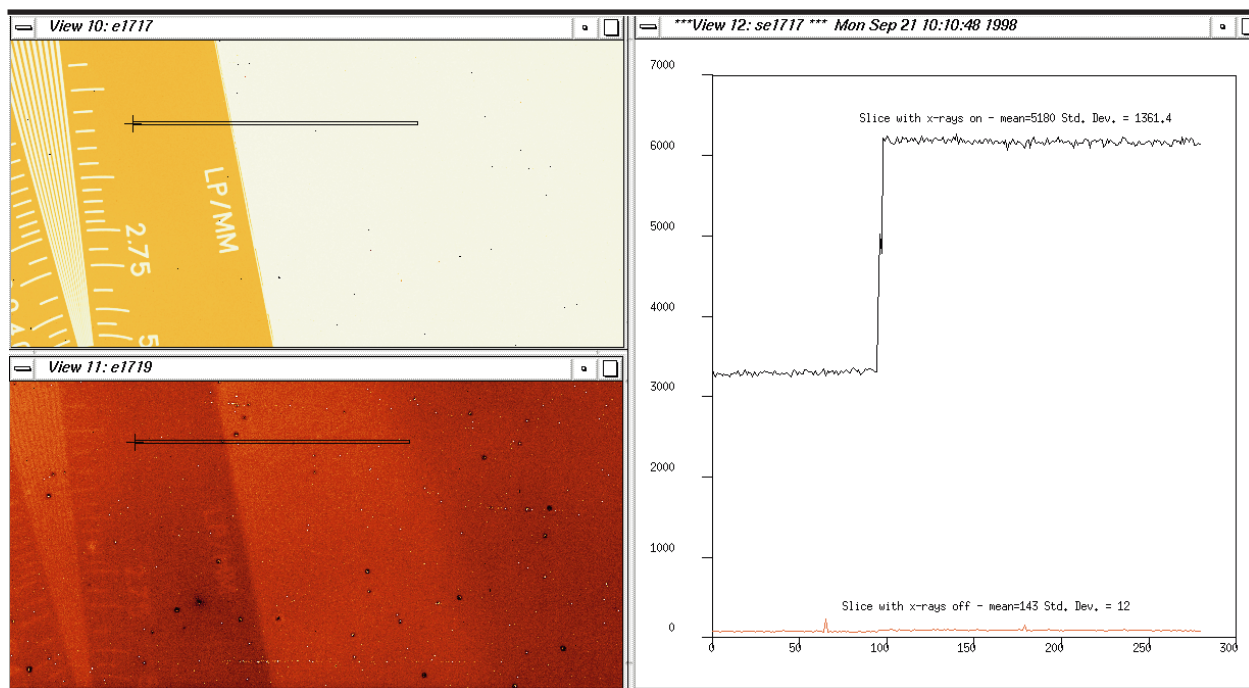 View 10: e1717
LP/MM
2.75
5
View 11: e1719
***View 12: se1717 *** Mon Sep 21 10:10:48 1998
7000
Slice with x-rays on - mean=5180 Std. Dev. = 1361.4
6000
5000
4000
3000
2000
1000
Slice with x-rays off - mean=143 Std. Dev. = 12
0
0 50 100 150 200 250 300